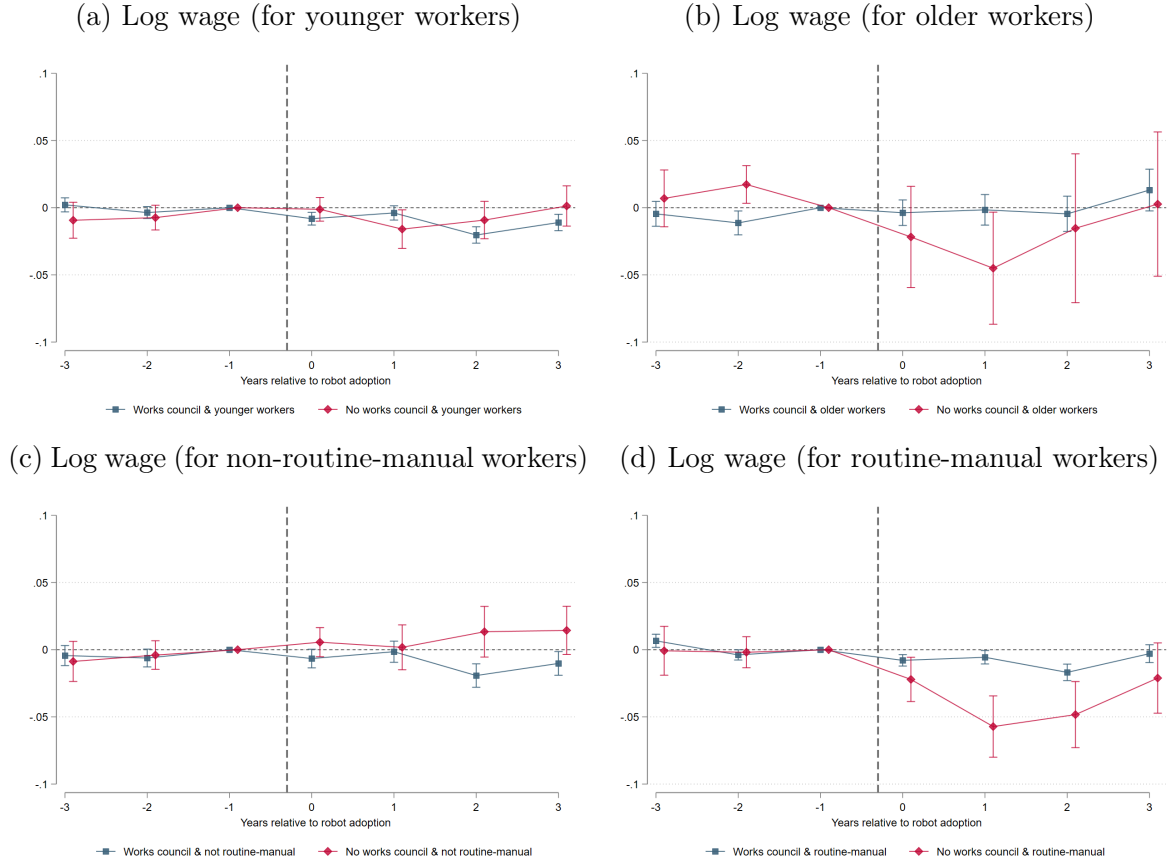 (a) Log wage (for younger workers)
.1
.05
0
-.05
-.1
-3 -2 -1 0 1 2 3
Years relative to robot adoption
Works council & younger workers No works council & younger workers
(b) Log wage (for older workers)
.1
.05
0
-.05
-.1
-3 -2 -1 0 1 2 3
Years relative to robot adoption
Works council & older workers No works council & older workers
(c) Log wage (for non-routine-manual workers)
.1
.05
0
-.05
-.1
-3 -2 -1 0 1 2 3
Years relative to robot adoption
Works council & not routine-manual No works council & not routine-manual
(d) Log wage (for routine-manual workers)
.1
.05
0
-.05
-.1
-3 -2 -1 0 1 2 3
Years relative to robot adoption
Works council & routine-manual No works council & routine-manual